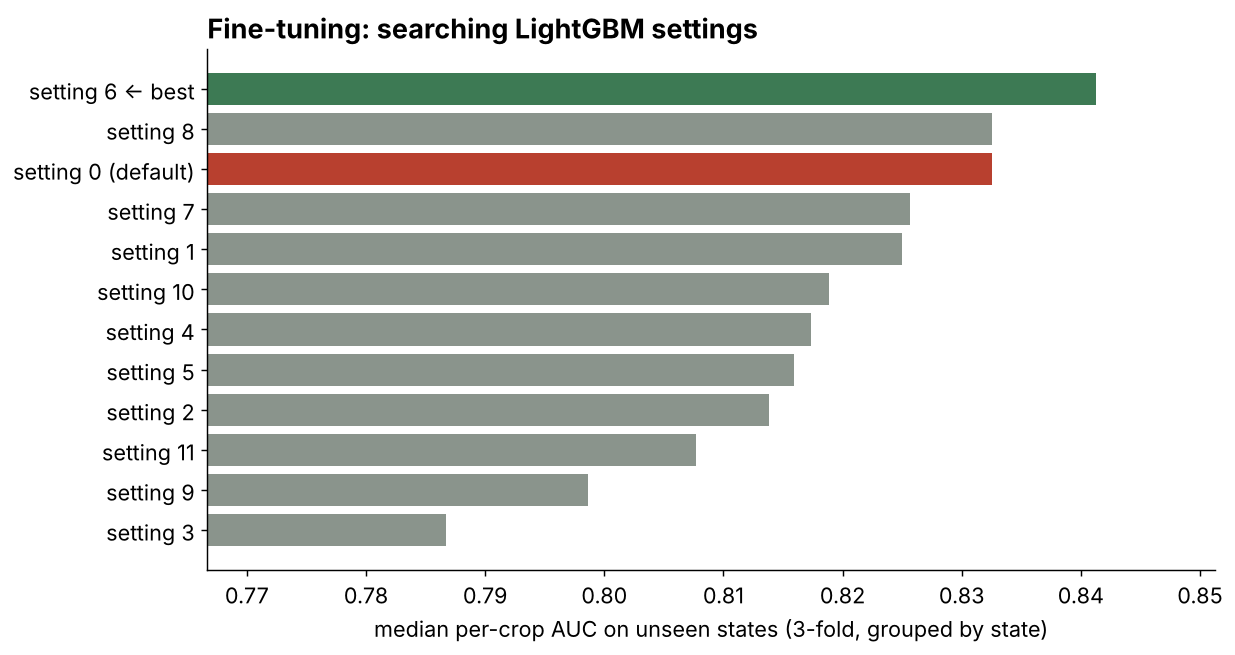 Fine-tuning: searching LightGBM settings
setting 6 ← best
setting 8
setting 0 (default)
setting 7
setting 1
setting 10
setting 4
setting 5
setting 2
setting 11
setting 9
setting 3
0.77 0.78 0.79 0.80 0.81 0.82 0.83 0.84 0.85
median per-crop AUC on unseen states (3-fold, grouped by state)